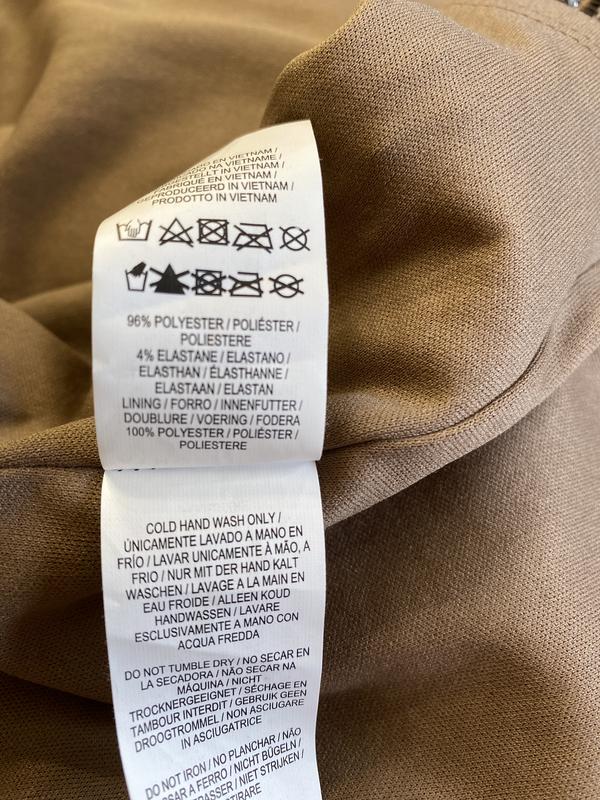 EN VIETNAM /
NA VIETNAME /
IN VIETNAM /
FABRIQUÉ EN VIETNAM /
GEPRODUCEERD IN VIETNAM /
PRODOTTO IN VIETNAM
96% POLYESTER / POLIÉSTER /
POLIESTERE
4% ELASTANE / ELASTANO /
ELASTHAN / ÉLASTHANNE /
ELASTAAN / ELASTAN
LINING / FORRO / INNENFUTTER /
DOUBLURE / VOERING / FODERA
100% POLYESTER / POLIÉSTER /
POLIESTERE
COLD HAND WASH ONLY /
ÚNICAMENTE LAVADO A MANO EN
FRÍO / LAVAR UNICAMENTE À MÃO, A
FRIO / NUR MIT DER HAND KALT
WASCHEN / LAVAGE A LA MAIN EN
EAU FROIDE / ALLEEN KOUD
HANDWASSEN / LAVARE
ESCLUSIVAMENTE A MANO CON
ACQUA FREDDA
DO NOT TUMBLE DRY / NO SECAR EN
LA SECADORA / NÃO SECAR NA
MÁQUINA / NICHT
TROCKNERGEEIGNET / SÉCHAGE EN
TAMBOUR INTERDIT / GEBRUIK GEEN
DROOGTROMMEL / NON ASCIUGARE
IN ASCIUGATRICE
DO NOT IRON / NO PLANCHAR / NÃO
A FERRO / NICHT BÜGELN /
NIET STRIJKEN /